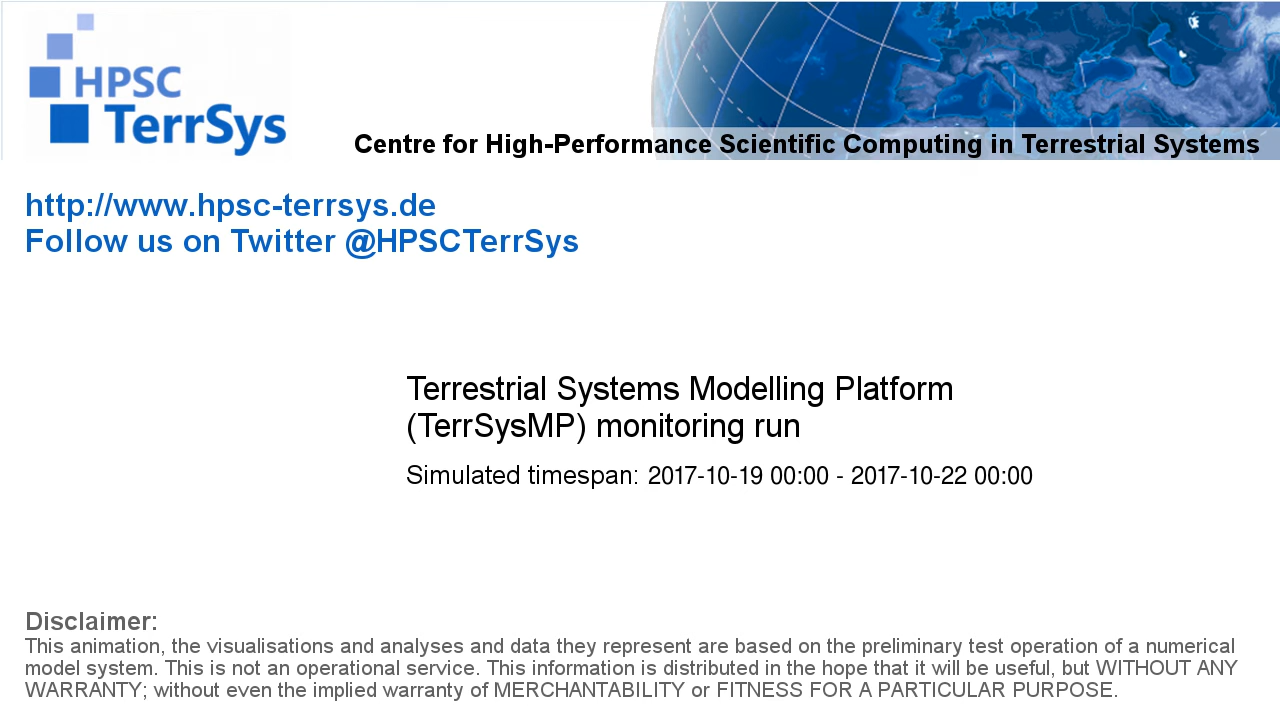 HPSC
TerrSys
Centre for High-Performance Scientific Computing in Terrestrial Systems
http://www.hpsc-terrsys.de
Follow us on Twitter @HPSCTerrSys
Terrestrial Systems Modelling Platform
(TerrSysMP) monitoring run
Simulated timespan: 2017-10-19 00:00 - 2017-10-22 00:00
Disclaimer:
This animation, the visualisations and analyses and data they represent are based on the preliminary test operation of a numerical
model system. This is not an operational service. This information is distributed in the hope that it will be useful, but WITHOUT ANY
WARRANTY; without even the implied warranty of MERCHANTABILITY or FITNESS FOR A PARTICULAR PURPOSE.